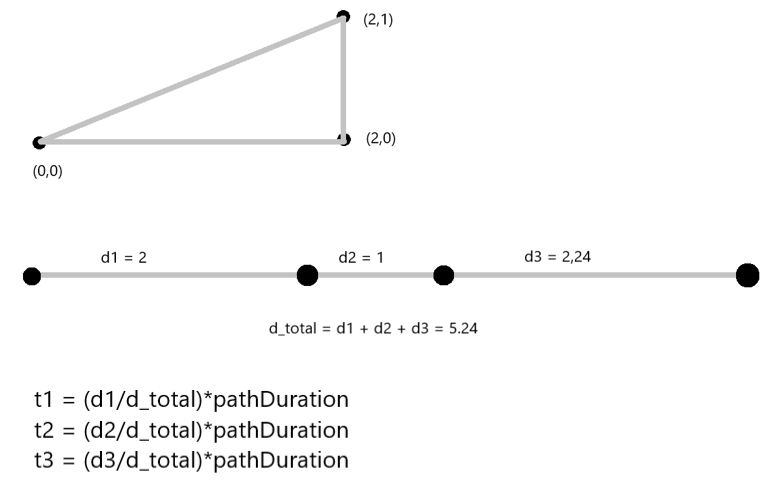 (2,1)
(2,0)
(0,0)
d1 = 2
d2 = 1
d3 = 2,24
d_total = d1 + d2 + d3 = 5.24
t1 = (d1/d_total)*pathDuration
t2 = (d2/d_total)*pathDuration
t3 = (d3/d_total)*pathDuration